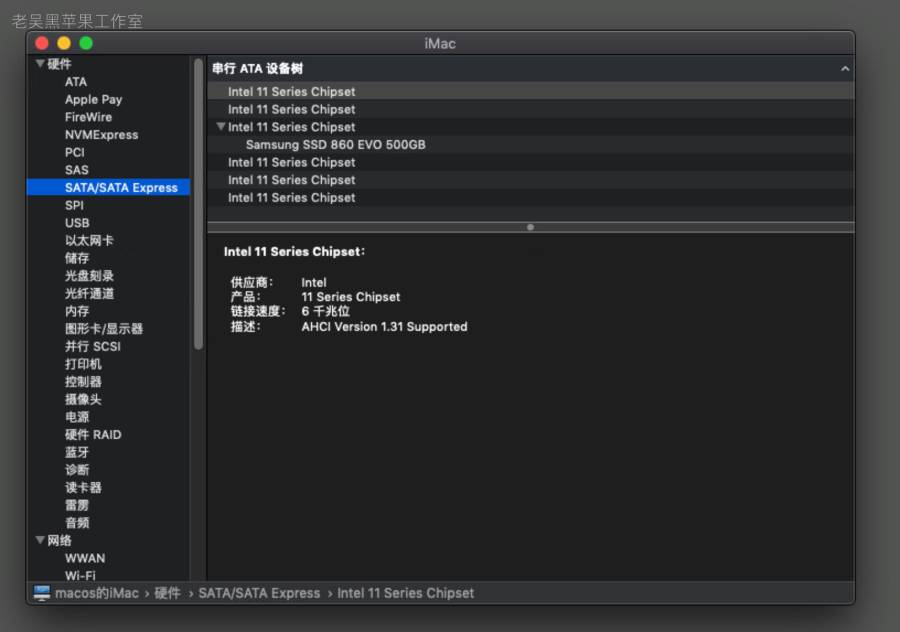 老吴黑苹果工作室
iMac
硬件
ATA
Apple Pay
FireWire
NVMExpress
PCI
SAS
SATA/SATA Express
SPI
USB
以太网卡
储存
光盘刻录
光纤通道
内存
图形卡/显示器
并行 SCSI
打印机
控制器
摄像头
电源
硬件 RAID
蓝牙
诊断
读卡器
雷雳
音频
网络
WWAN
Wi-Fi
串行 ATA 设备树
Intel 11 Series Chipset
Intel 11 Series Chipset
Intel 11 Series Chipset
Samsung SSD 860 EVO 500GB
Intel 11 Series Chipset
Intel 11 Series Chipset
Intel 11 Series Chipset
Intel 11 Series Chipset：
供应商： Intel
产品： 11 Series Chipset
链接速度： 6 千兆位
描述： AHCI Version 1.31 Supported
macos的iMac › 硬件 › SATA/SATA Express › Intel 11 Series Chipset